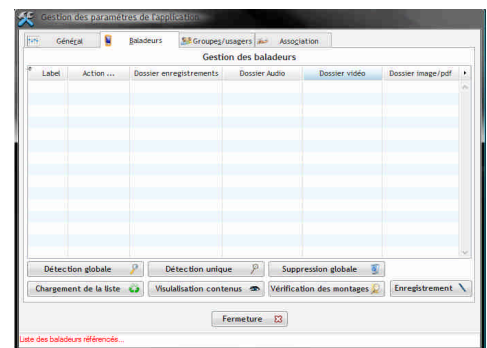 Gestion des paramètres de l'application
Général Baladeurs Groupes/usagers Association
Gestion des baladeurs
Label Action ... Dossier enregistrements Dossier Audio Dossier vidéo Dossier image/pdf
Détection globale Détection unique Suppression globale
Chargement de la liste Visulalisation contenus Vérification des montages Enregistrement
Fermeture
Liste des baladeurs référencés...